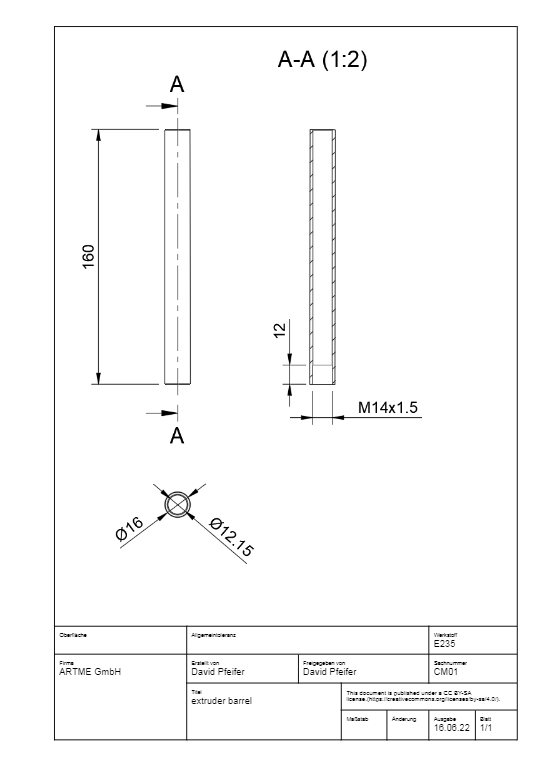 A-A (1:2)
A
160
12
M14x1.5
A
Ø16
Ø12.15
Oberfläche
Allgemeintoleranz
Werkstoff
E235
Firma
ARTME GmbH
Erstellt von
David Pfeifer
Freigegeben von
David Pfeifer
Sachnummer
CM01
Titel
extruder barrel
This document is published under a CC BY-SA
license.(https://creativecommons.org/licenses/by-sa/4.0/).
Maßstab
Änderung
Ausgabe
16.06.22
Blatt
1/1